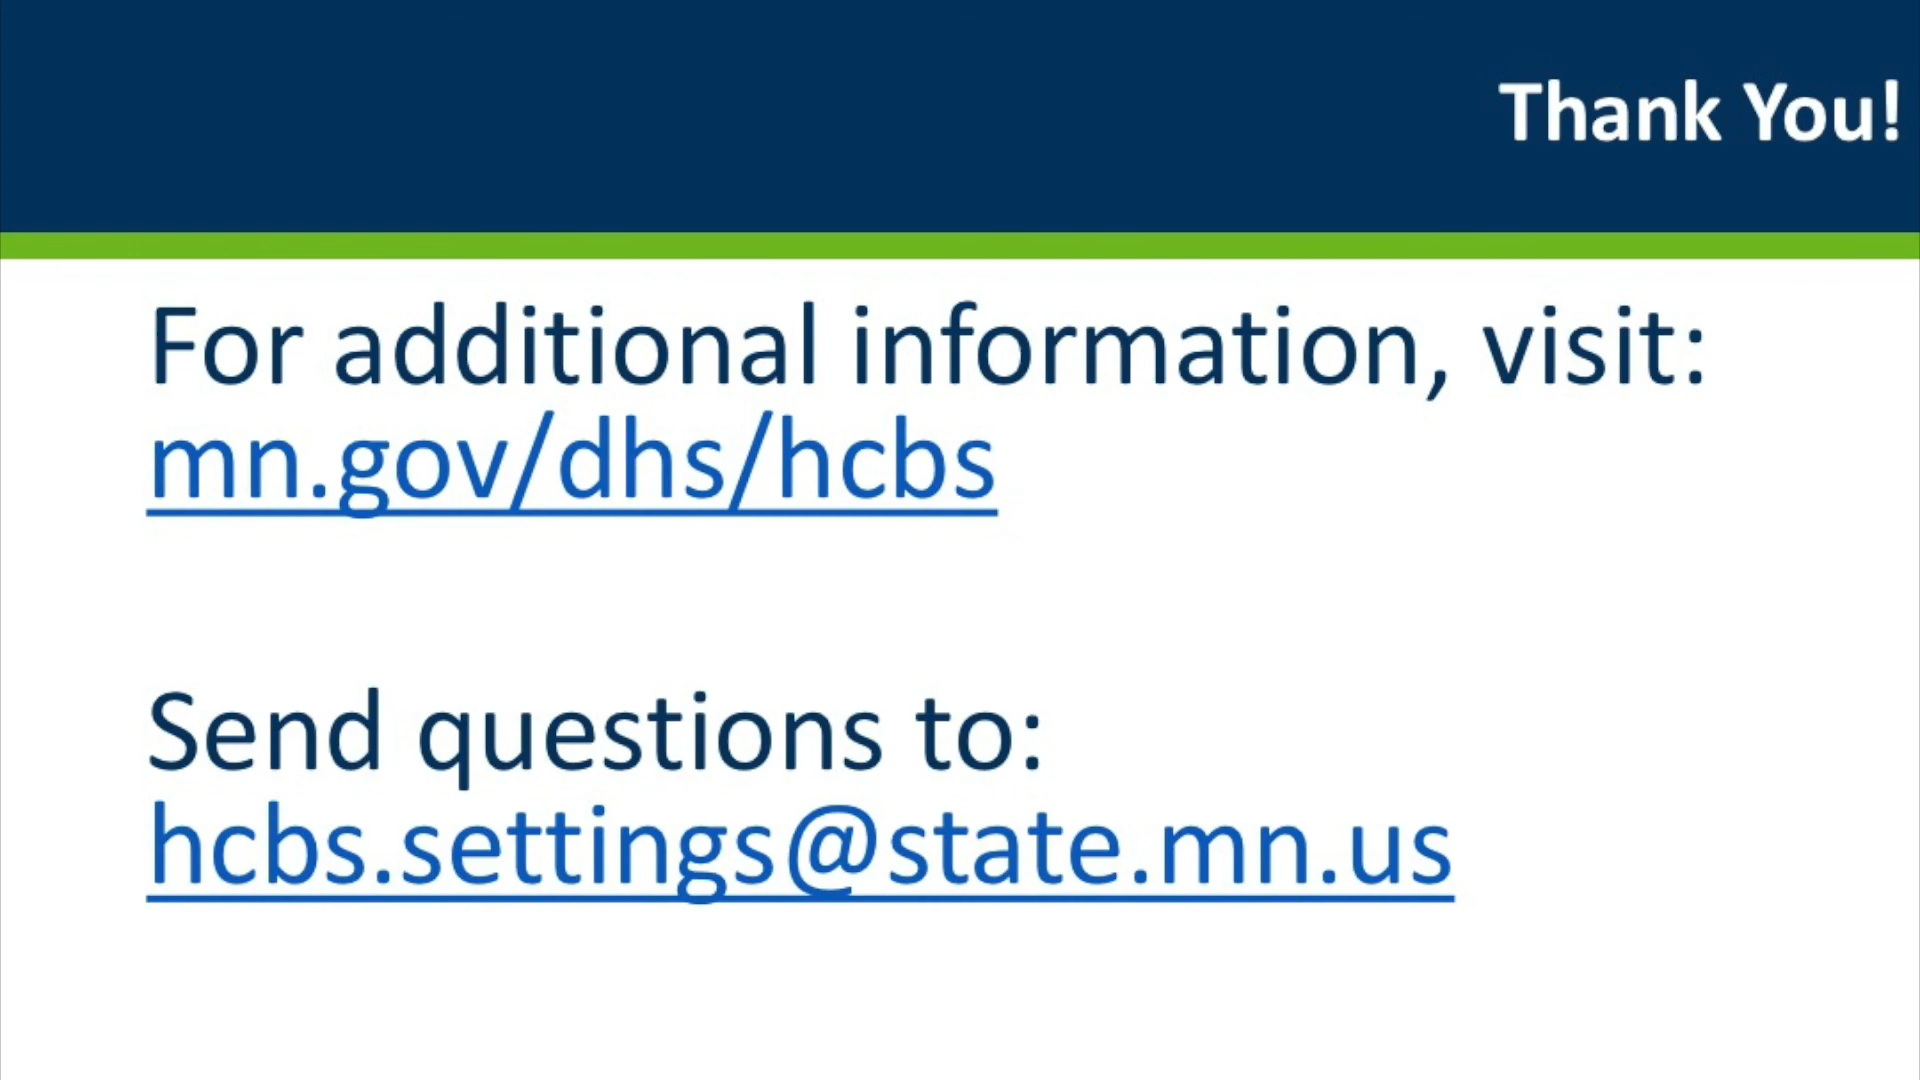 Thank You!
For additional information, visit:
mn.gov/dhs/hcbs
Send questions to:
hcbs.settings@state.mn.us